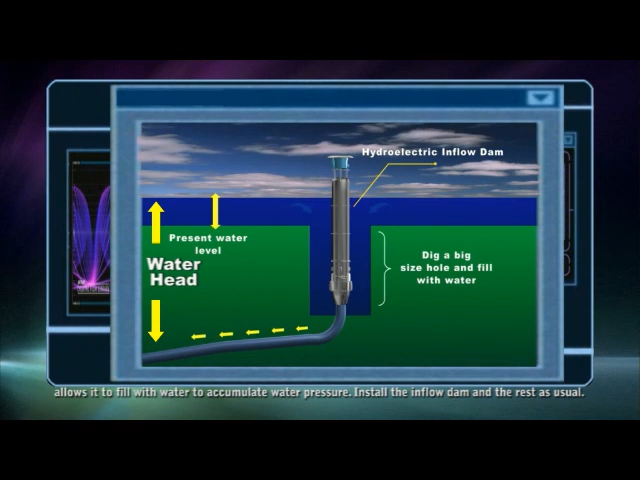 Hydroelectric Inflow Dam
Present water
level
Water
Head
Dig a big
size hole and fill
with water
allows it to fill with water to accumulate water pressure. Install the inflow dam and the rest as usual.